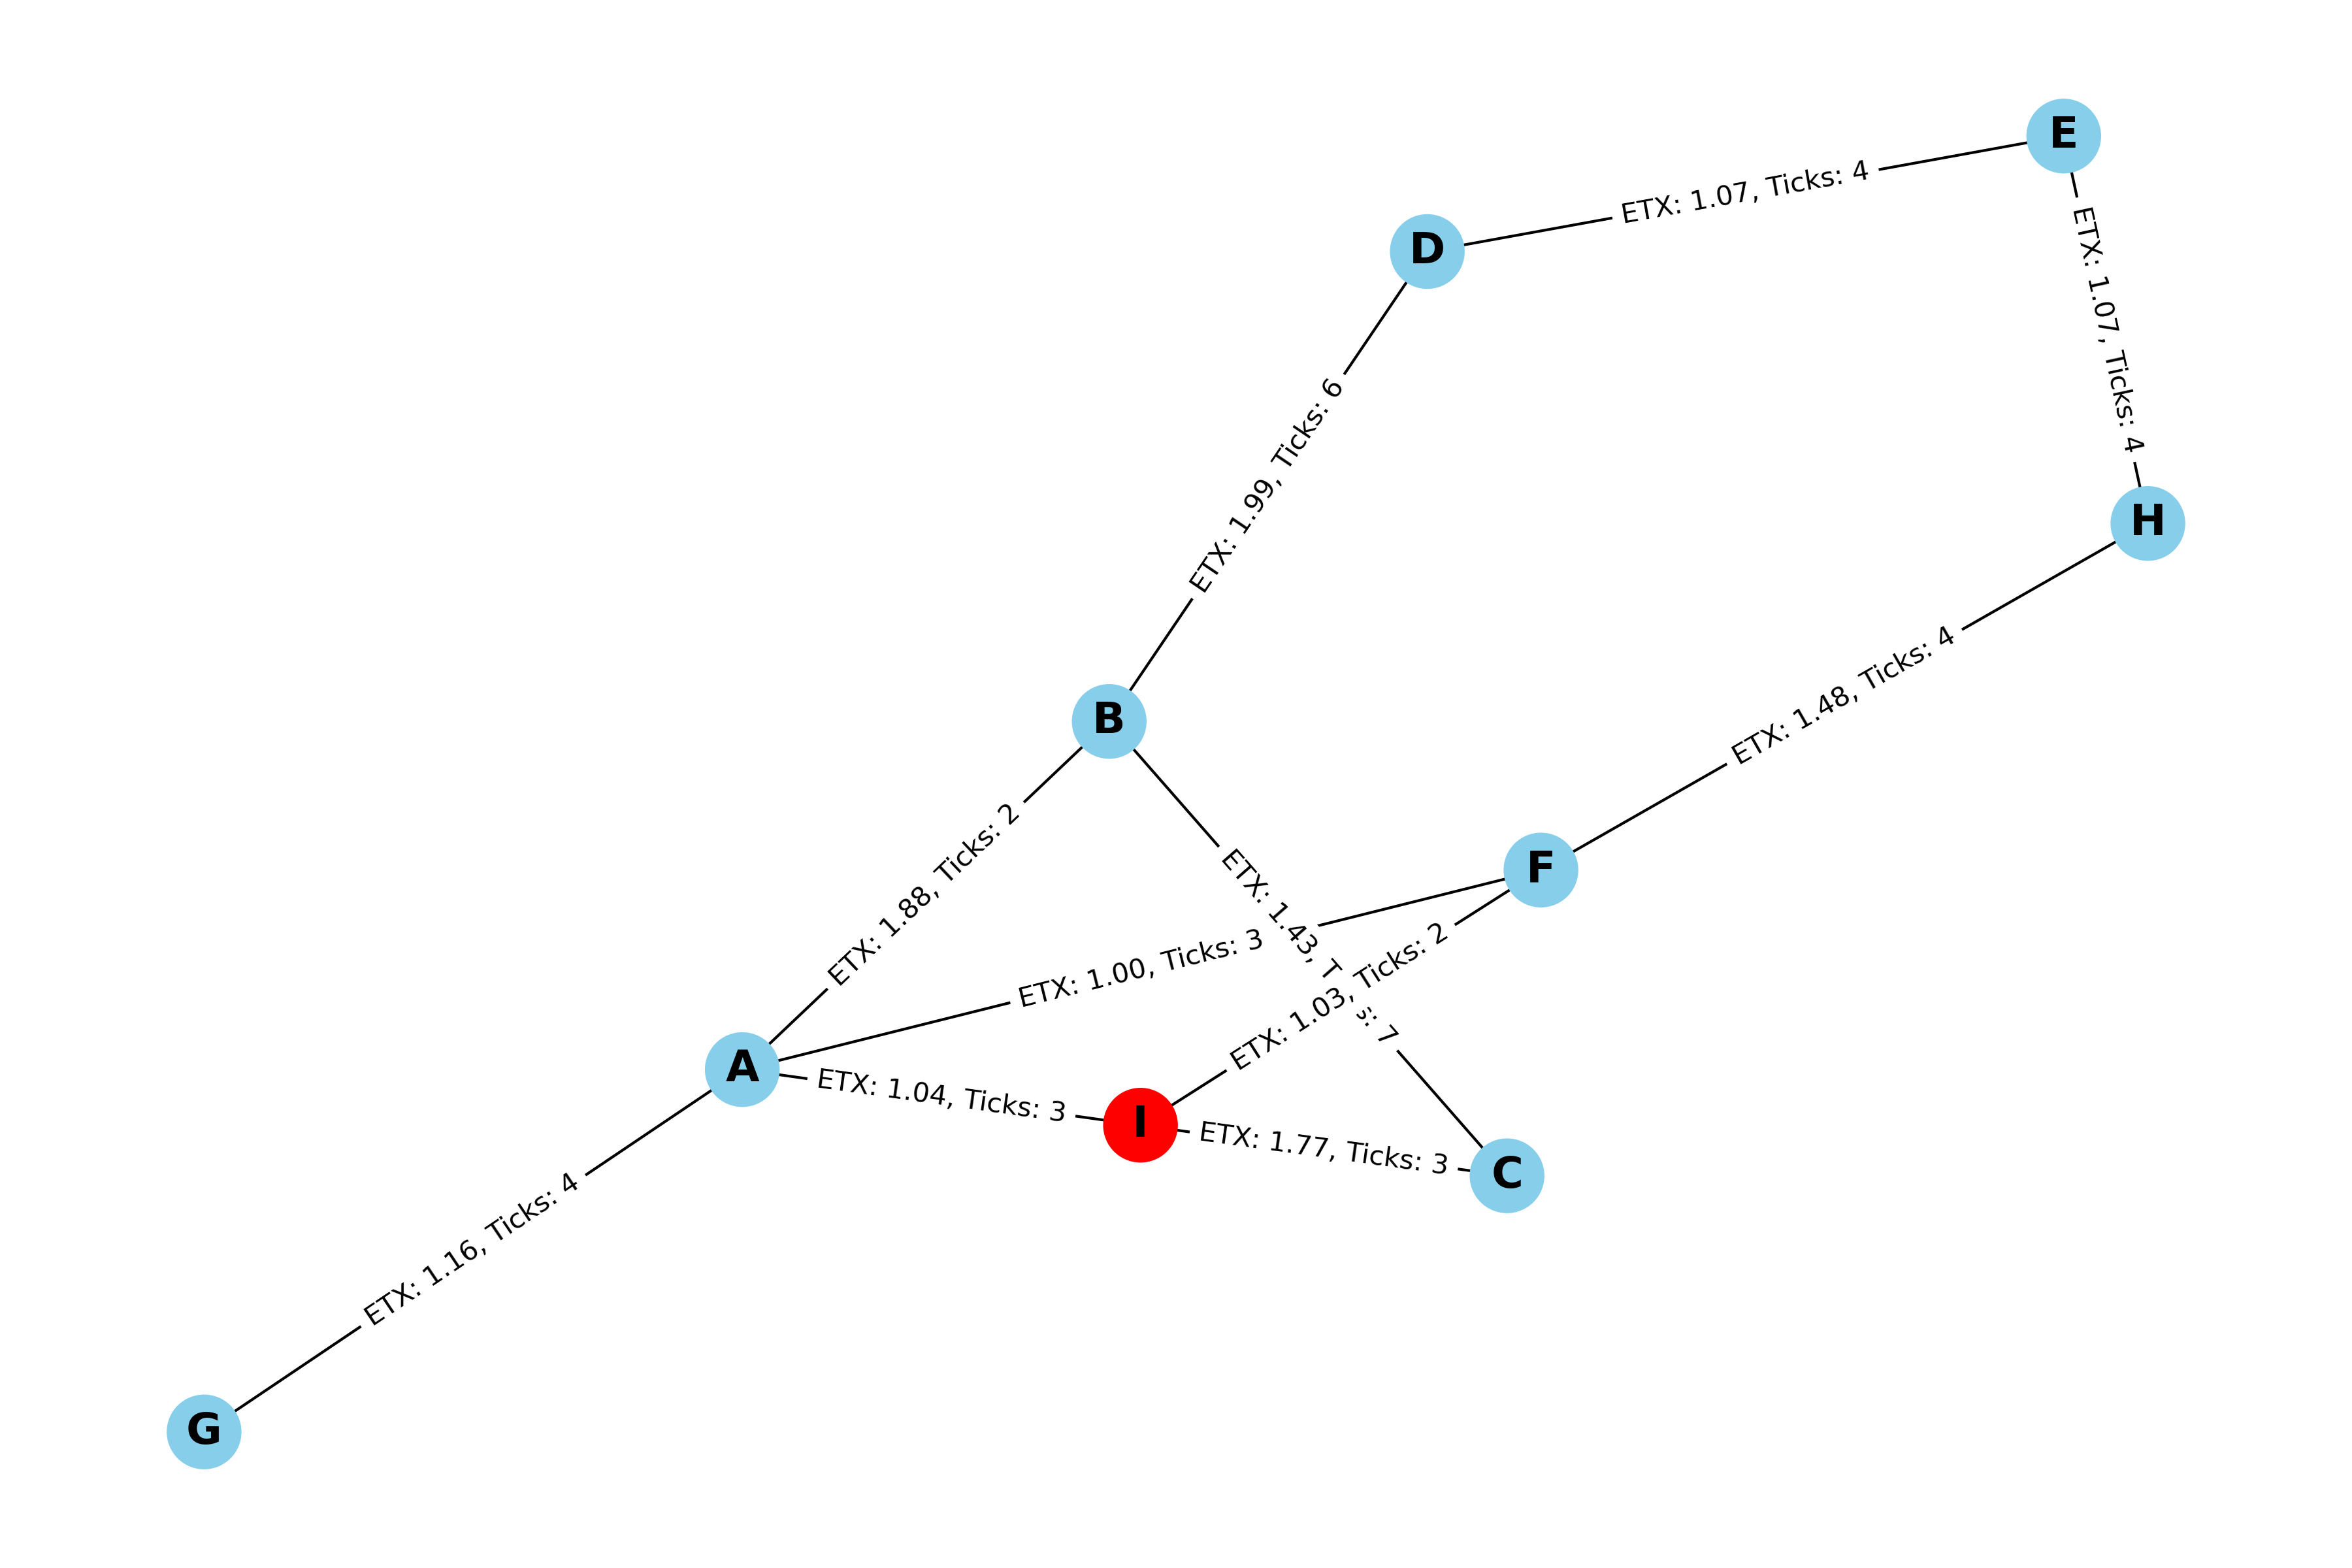 E
ETX: 1.07, Ticks: 4
D
ETX: 1.07, Ticks: 4
ETX: 1.99, Ticks: 6
H
B
ETX: 1.48, Ticks: 4
ETX: 1.88, Ticks: 2
F
ETX: 1.43, T s: 7
ETX: 1.00, Ticks: 3
ETX: 1.03, Ticks: 2
A
ETX: 1.04, Ticks: 3
I
ETX: 1.77, Ticks: 3
C
ETX: 1.16, Ticks: 4
G